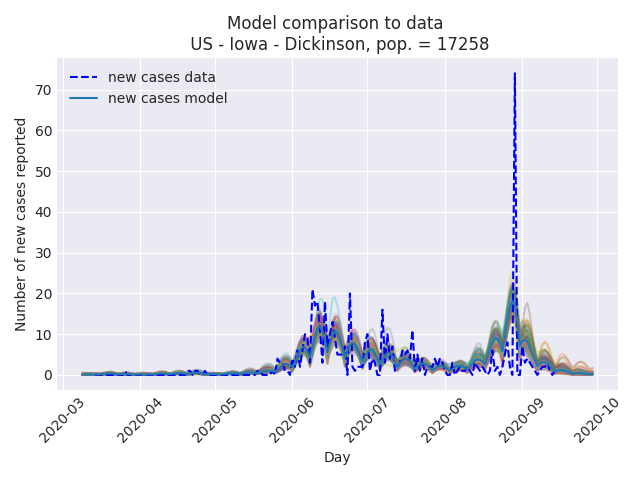 Model comparison to data
US - Iowa - Dickinson, pop. = 17258
new cases data
new cases model
Number of new cases reported
70
60
50
40
30
20
10
0
2020-03
2020-04
2020-05
2020-06
2020-07
2020-08
2020-09
2020-10
Day